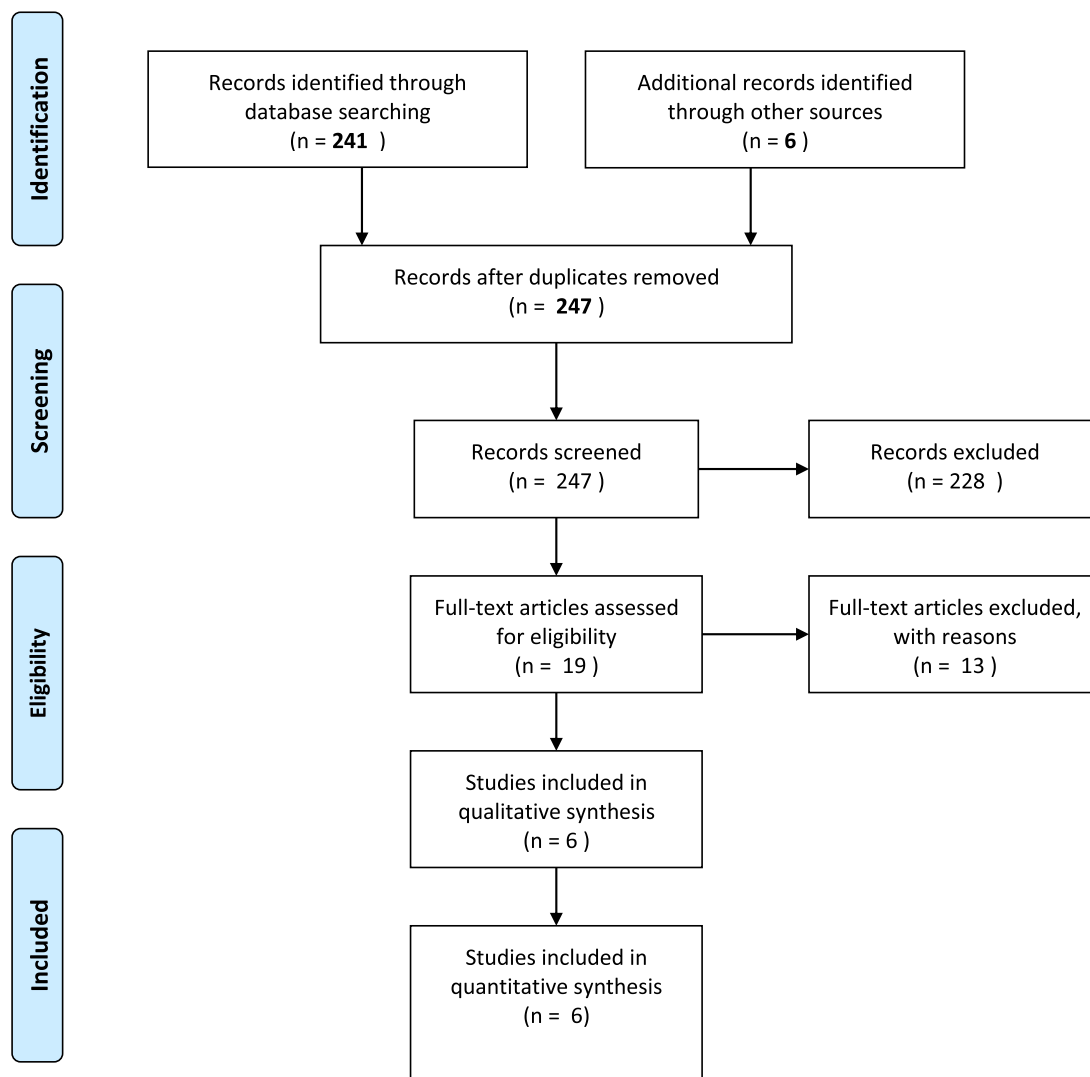 Identification
Records identified through
database searching
(n = 241 )
Additional records identified
through other sources
(n = 6 )
Records after duplicates removed
(n = 247 )
Screening
Records screened
(n = 247 )
Records excluded
(n = 228 )
Eligibility
Full-text articles assessed
for eligibility
(n = 19 )
Full-text articles excluded,
with reasons
(n = 13 )
Studies included in
qualitative synthesis
(n = 6 )
Included
Studies included in
quantitative synthesis
(n = 6)